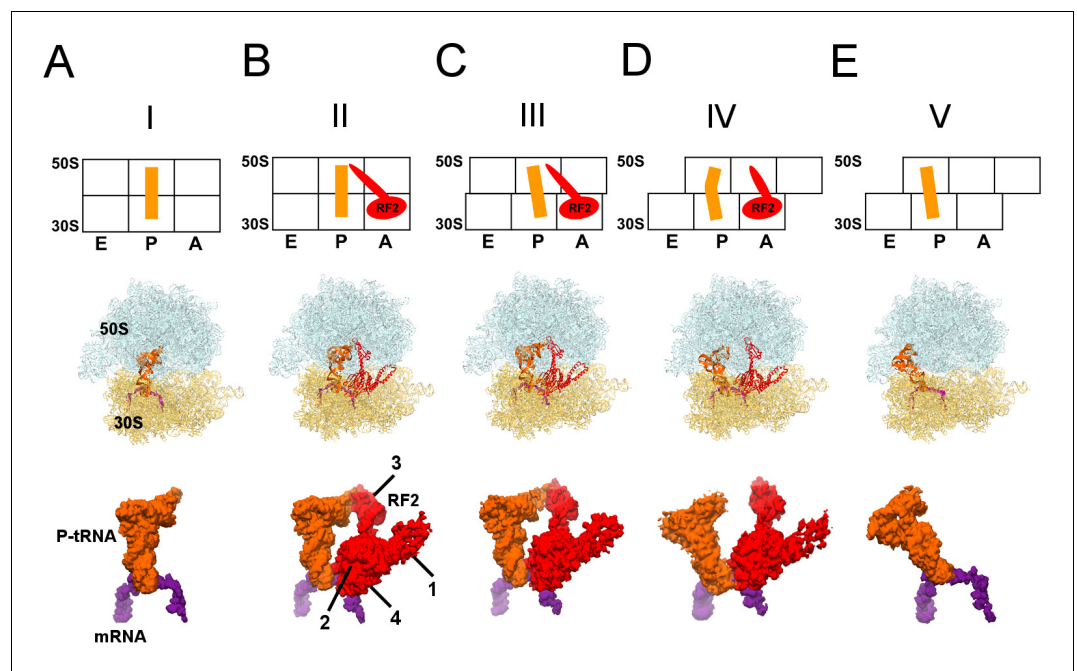 A B C D E
I II III IV V
50S 50S 50S 50S 50S
RF2 RF2 RF2
30S 30S 30S 30S 30S
E P A E P A E P A E P A E P A
50S
30S
3
RF2
P-tRNA
1
2 4
mRNA